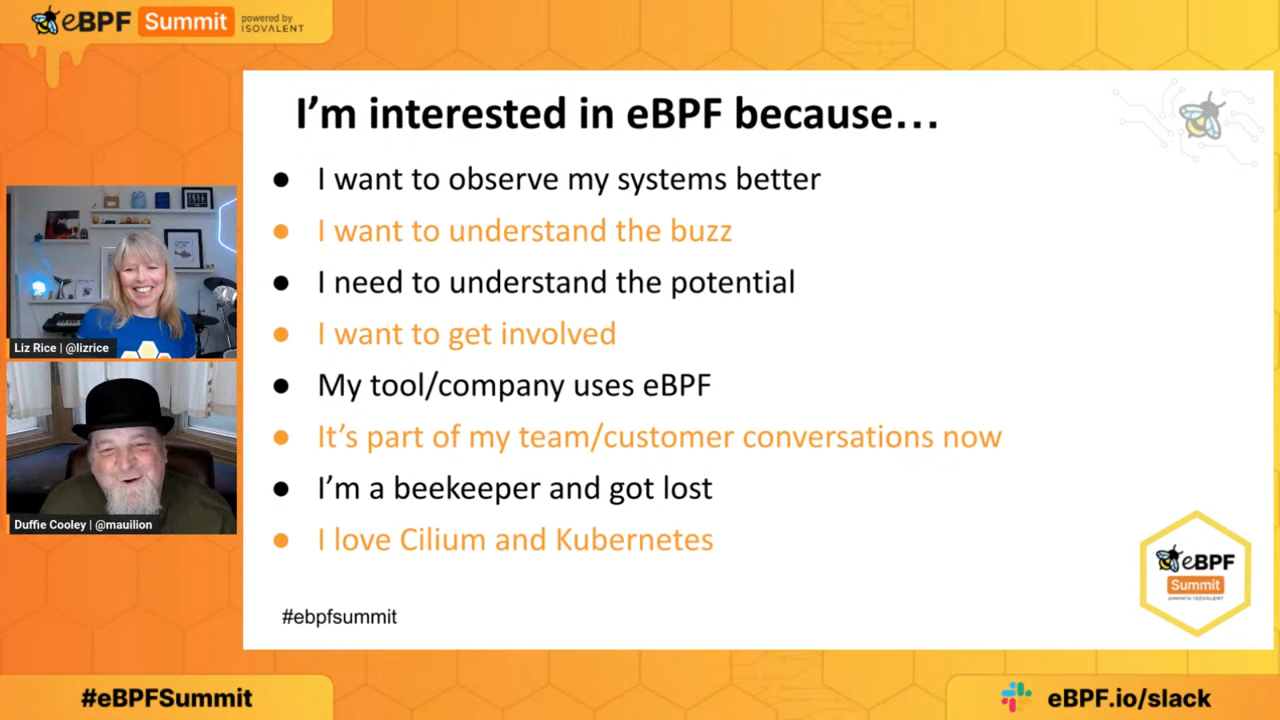 eBPF Summit powered by ISOVALENT
I'm interested in eBPF because...
● I want to observe my systems better
● I want to understand the buzz
● I need to understand the potential
● I want to get involved
● My tool/company uses eBPF
● It's part of my team/customer conversations now
● I'm a beekeeper and got lost
● I love Cilium and Kubernetes
#ebpfsummit
Liz Rice | @lizrice
Duffie Cooley | @mauilion
eBPF
Summit
powered by ISOVALENT
#eBPFSummit
eBPF.io/slack